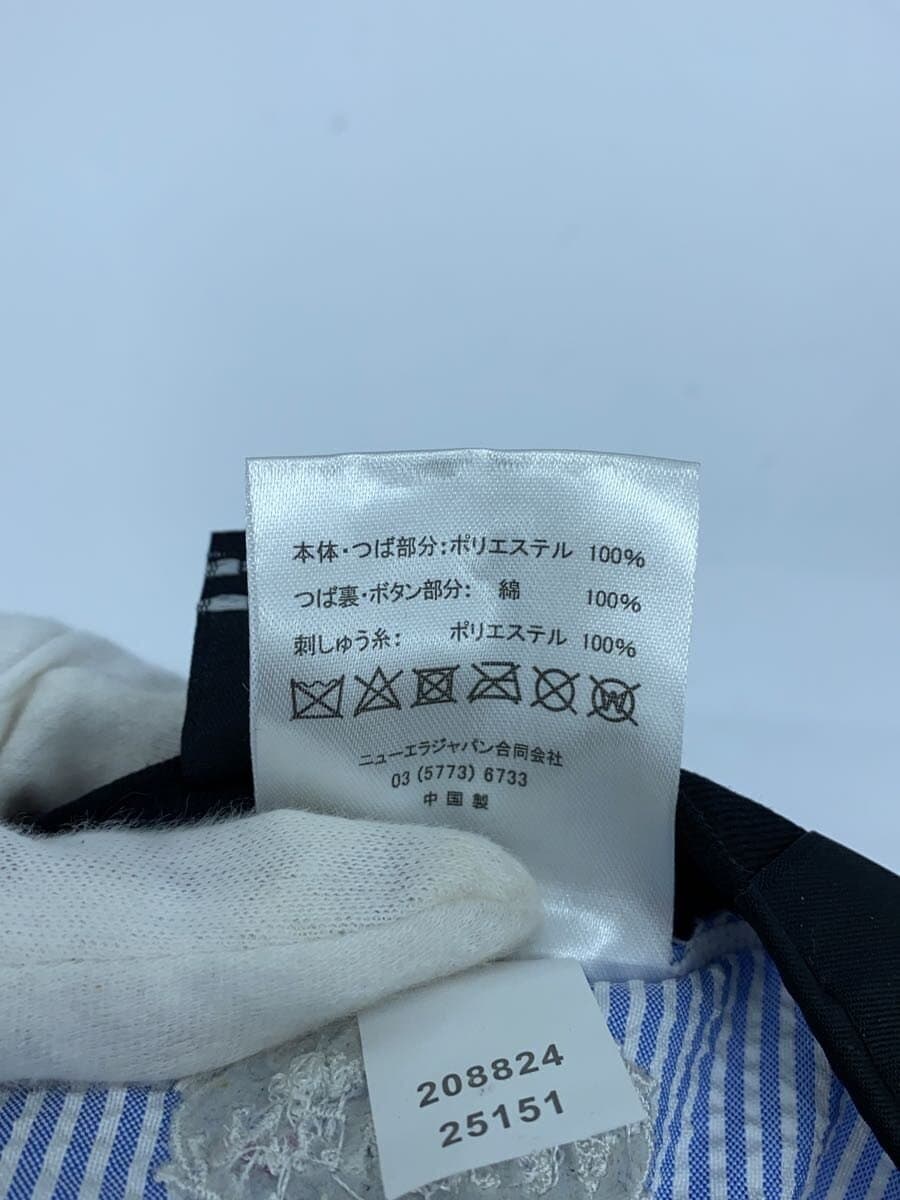 本体・つば部分:ポリエステル 100%
つば裏・ボタン部分: 綿 100%
刺しゅう糸: ポリエステル 100%
ニューエラジャパン合同会社
03 (5773) 6733
中国製
208824
25151